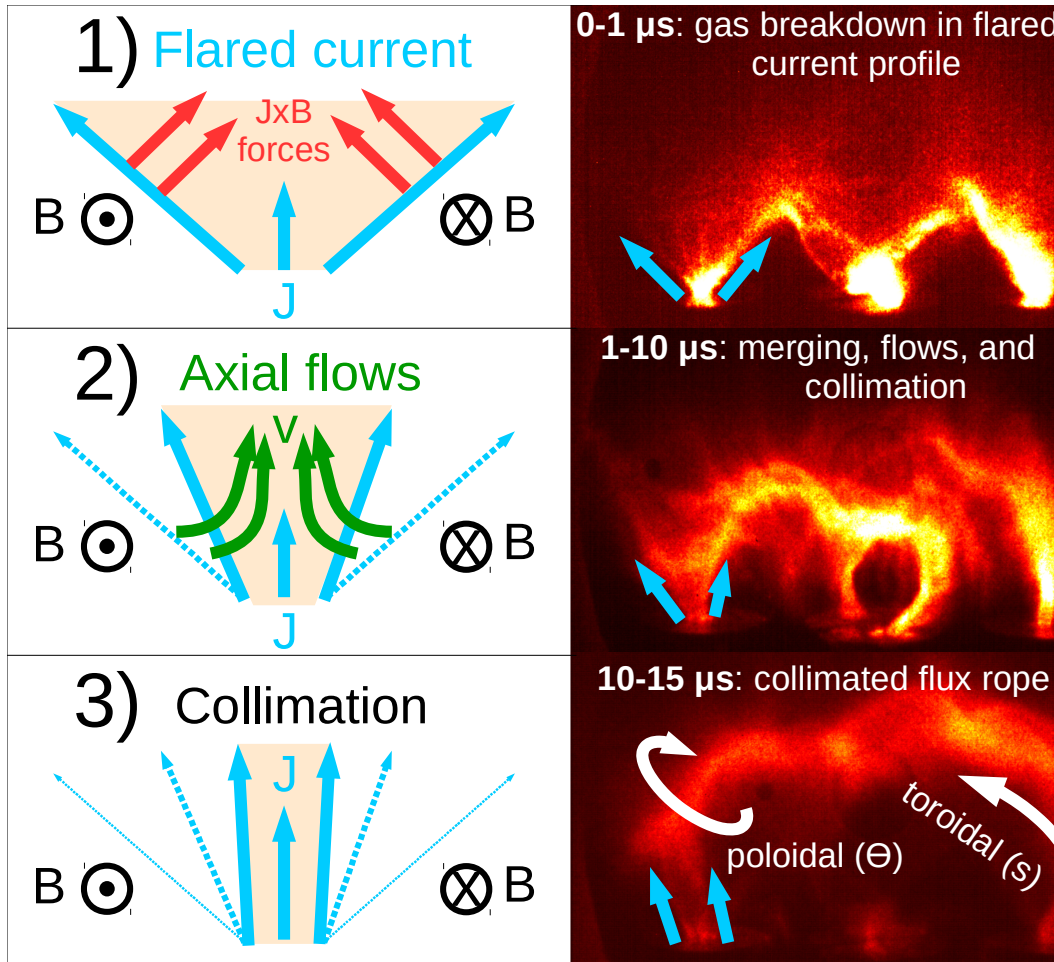 1) Flared current
JxB
forces
B
B
J
0-1 μs: gas breakdown in flared
current profile
2) Axial flows
v
B
B
J
1-10 μs: merging, flows, and
collimation
3) Collimation
J
B
B
10-15 μs: collimated flux rope
poloidal (Θ)
toroidal (s)